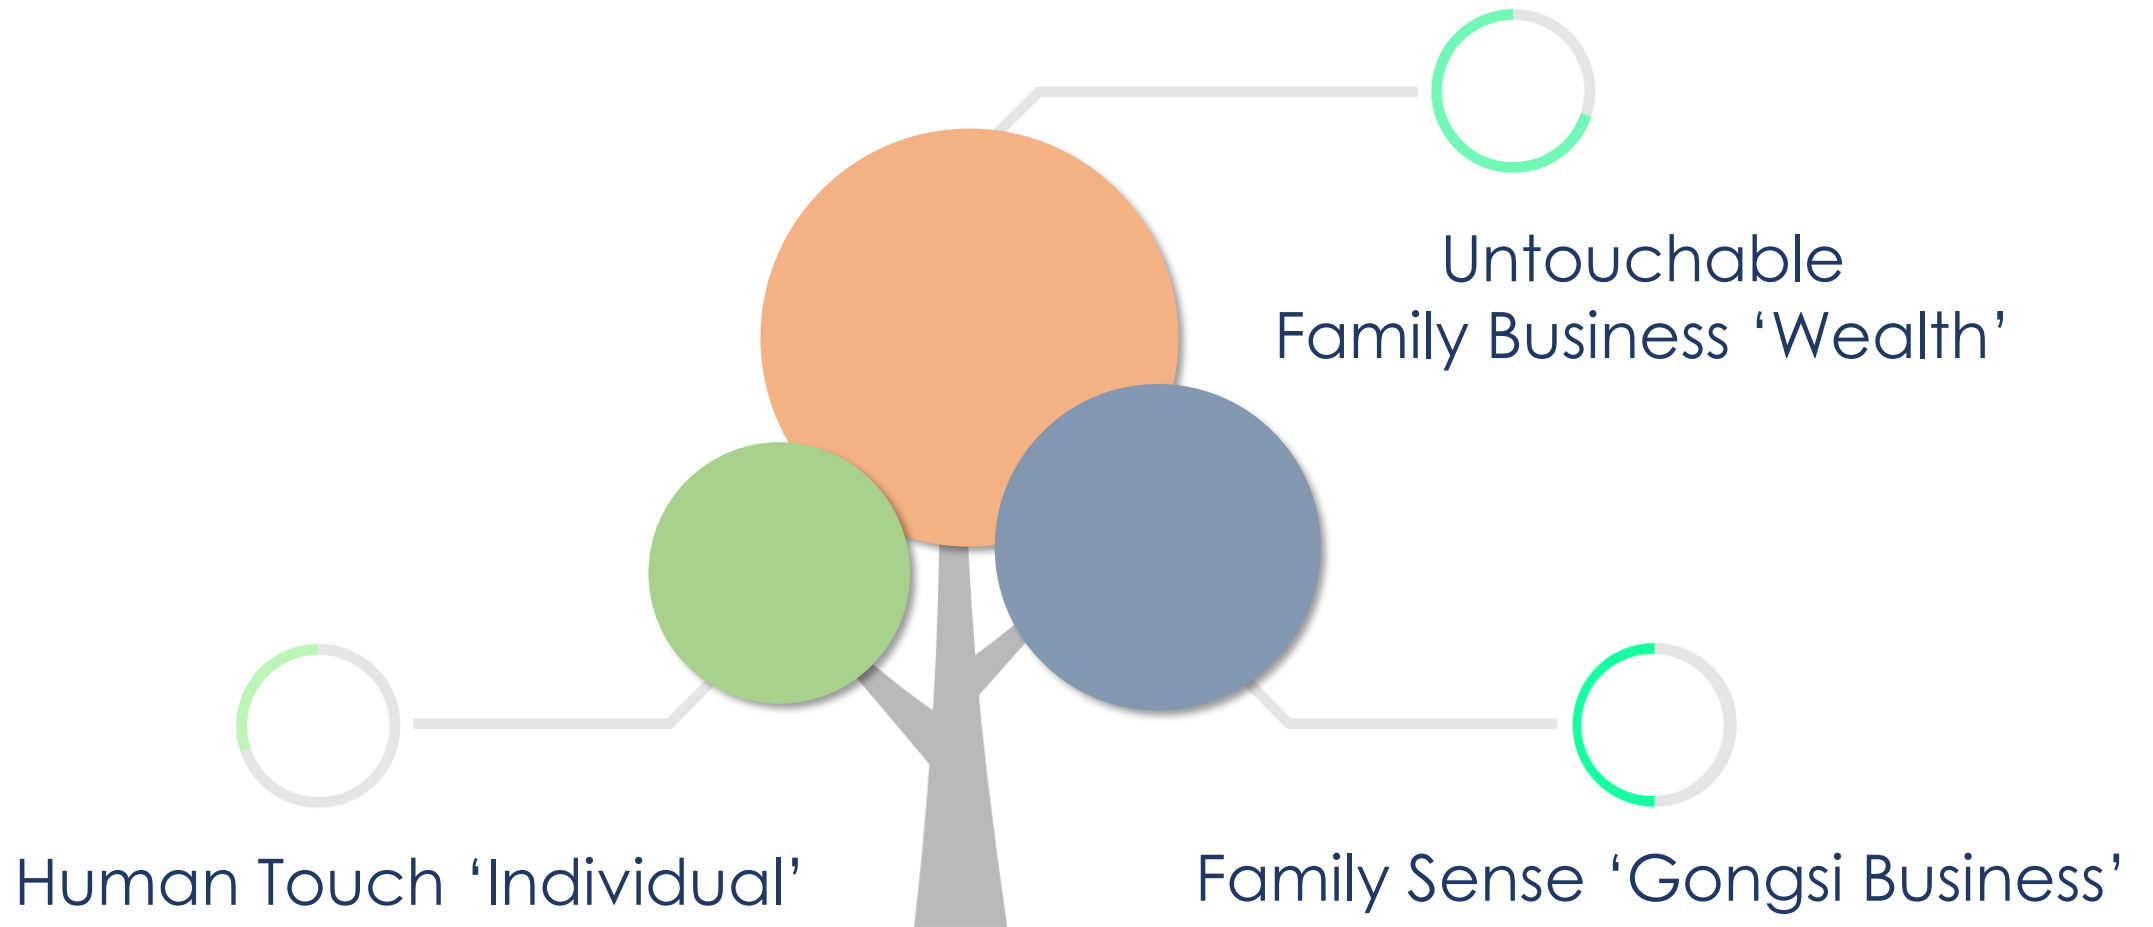 Untouchable
Family Business ‘Wealth’
Human Touch ‘Individual’
Family Sense ‘Gongsi Business’